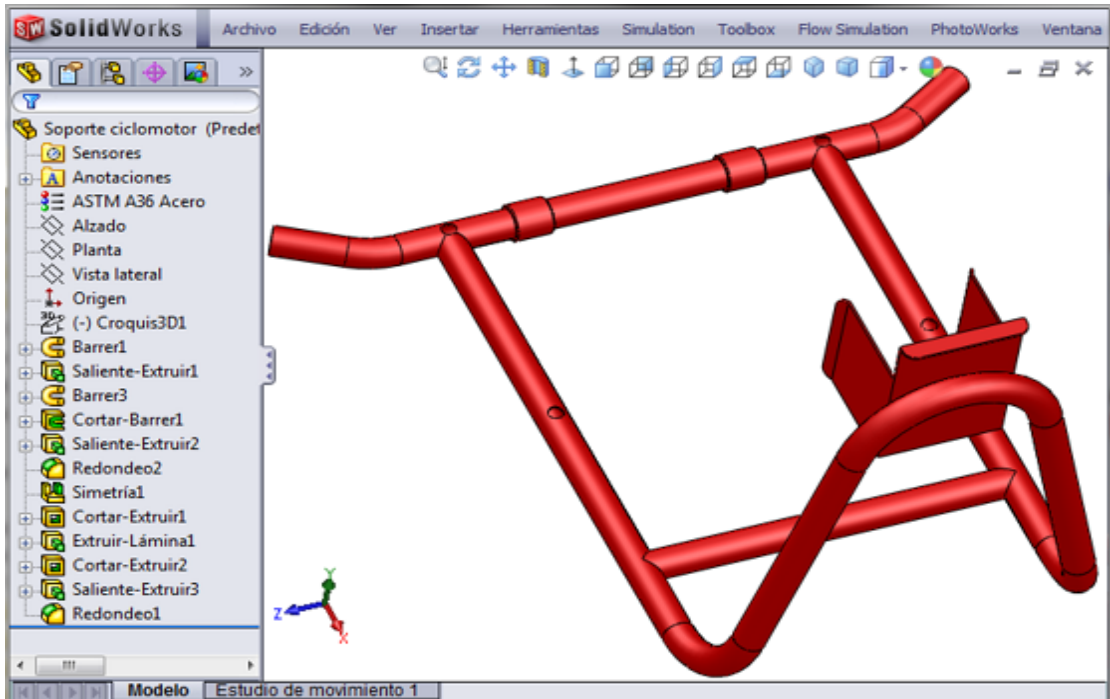 SW SolidWorks Archivo Edición Ver Insertar Herramientas Simulation Toolbox Flow Simulation PhotoWorks Ventana
»
Soporte ciclomotor (Predet
Sensores
A Anotaciones
ASTM A36 Acero
Alzado
Planta
Vista lateral
Origen
3D (-) Croquis3D1
Barrer1
Saliente-Extruir1
Barrer3
Cortar-Barrer1
Saliente-Extruir2
Redondeo2
Simetría1
Cortar-Extruir1
Extruir-Lámina1
Cortar-Extruir2
Saliente-Extruir3
Redondeo1
Y
Z
X
Modelo Estudio de movimiento 1